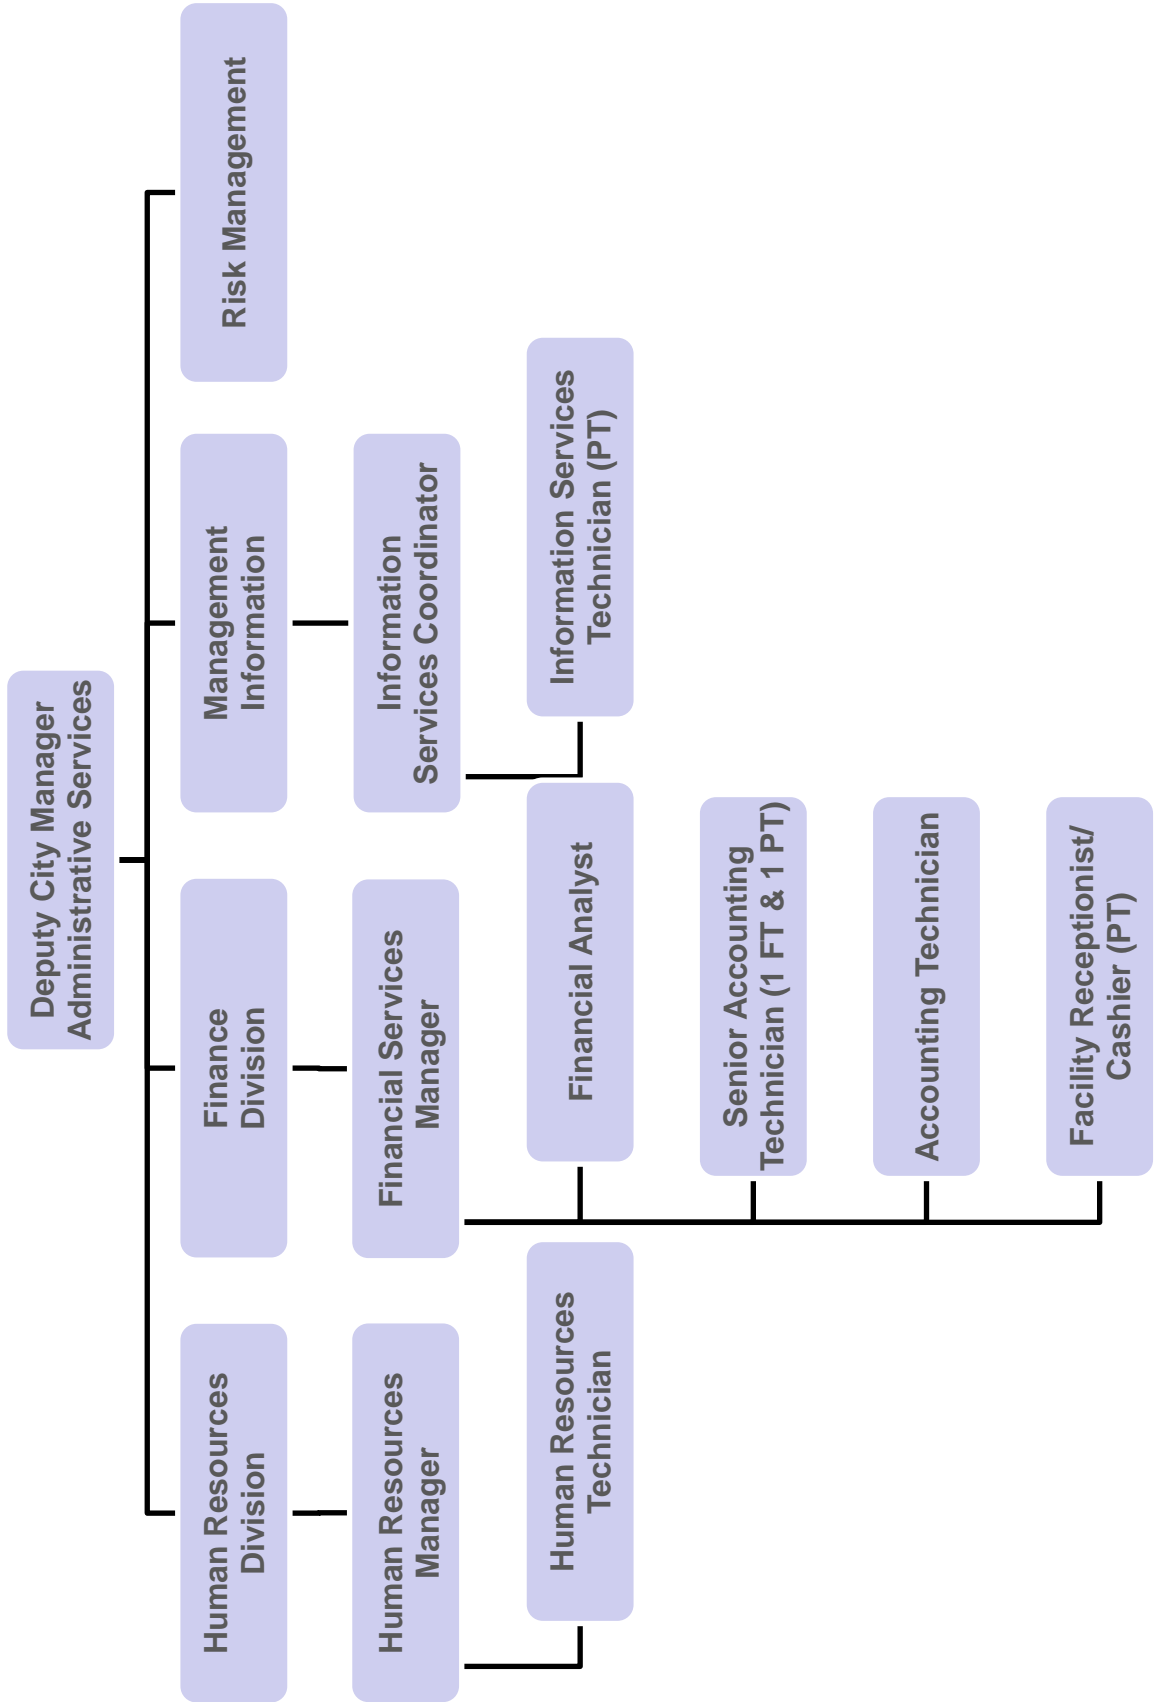 Deputy City Manager
Administrative Services
Human Resources
Division
Finance
Division
Management
Information
Risk Management
Human Resources
Manager
Financial Services
Manager
Information
Services Coordinator
Human Resources
Technician
Financial Analyst
Information Services
Technician (PT)
Senior Accounting
Technician (1 FT & 1 PT)
Accounting Technician
Facility Receptionist/
Cashier (PT)